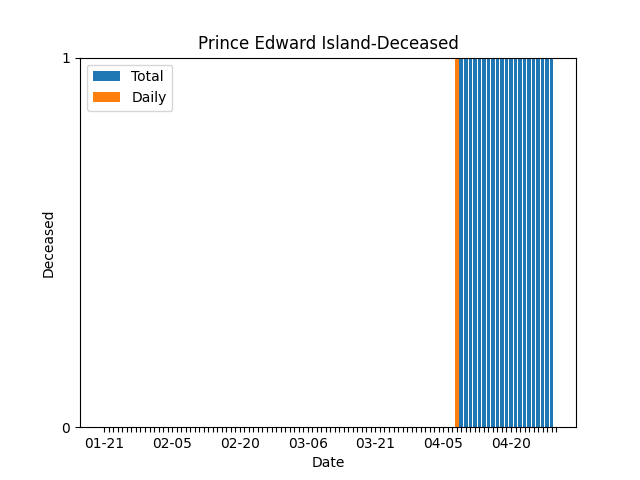 Prince Edward Island-Deceased
1
Total
Daily
Deceased
0
01-21 02-05 02-20 03-06 03-21 04-05 04-20
Date